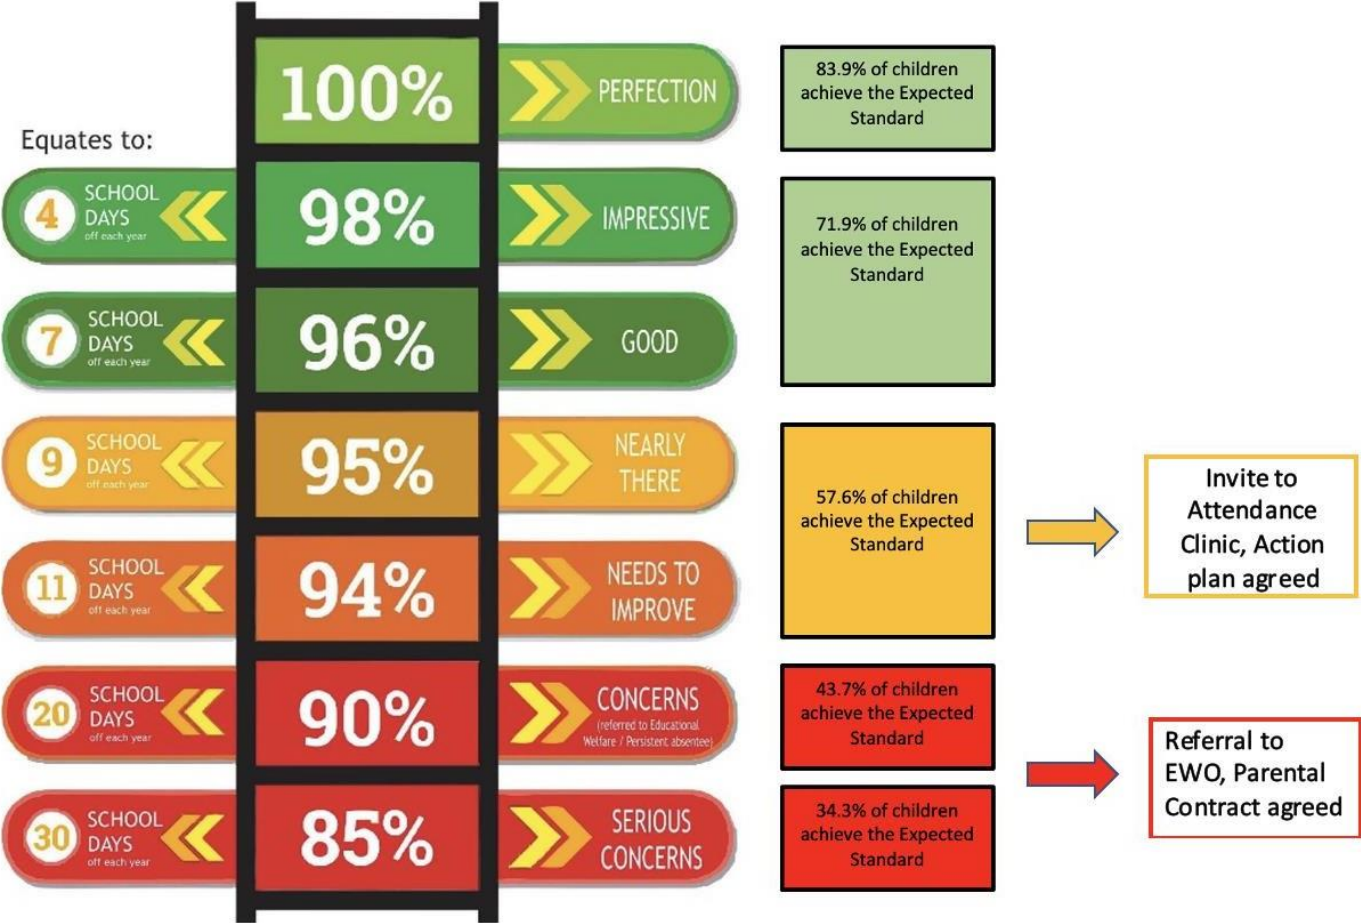 100%
PERFECTION
83.9% of children
achieve the Expected
Standard
Equates to:
4
SCHOOL
DAYS
off each year
98%
IMPRESSIVE
71.9% of children
achieve the Expected
Standard
7
SCHOOL
DAYS
off each year
96%
GOOD
9
SCHOOL
DAYS
off each year
95%
NEARLY
THERE
57.6% of children
achieve the Expected
Standard
Invite to
Attendance
Clinic, Action
plan agreed
11
SCHOOL
DAYS
off each year
94%
NEEDS TO
IMPROVE
20
SCHOOL
DAYS
off each year
90%
CONCERNS
(referred to Educational
Welfare / Persistent absentee)
43.7% of children
achieve the Expected
Standard
Referral to
EWO, Parental
Contract agreed
30
SCHOOL
DAYS
off each year
85%
SERIOUS
CONCERNS
34.3% of children
achieve the Expected
Standard